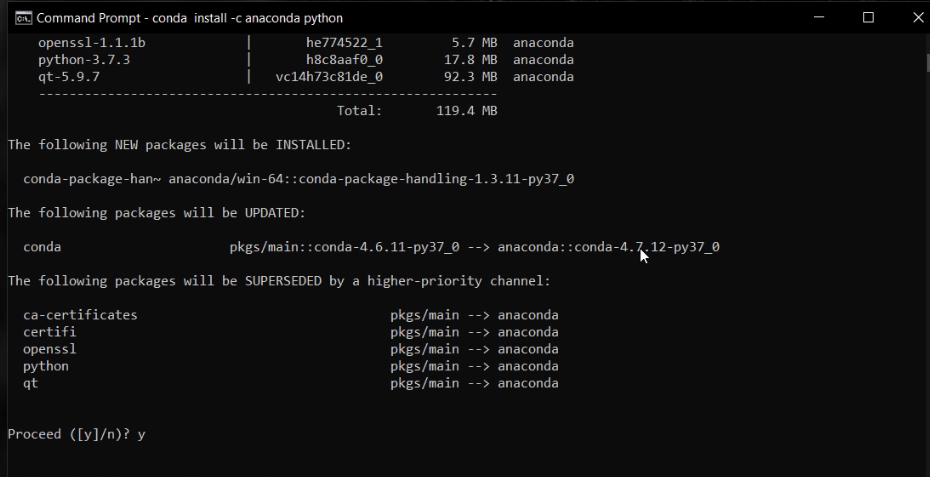 Command Prompt - conda  install -c anaconda python
openssl-1.1.1b             |       he774522_1         5.7 MB  anaconda
python-3.7.3               |       h8c8aaf0_0        17.8 MB  anaconda
qt-5.9.7                   |   vc14h73c81de_0        92.3 MB  anaconda
------------------------------------------------------------
Total:       119.4 MB
The following NEW packages will be INSTALLED:
conda-package-han~ anaconda/win-64::conda-package-handling-1.3.11-py37_0
The following packages will be UPDATED:
conda                      pkgs/main::conda-4.6.11-py37_0 --> anaconda::conda-4.7.12-py37_0
The following packages will be SUPERSEDED by a higher-priority channel:
ca-certificates                                 pkgs/main --> anaconda
certifi                                         pkgs/main --> anaconda
openssl                                         pkgs/main --> anaconda
python                                          pkgs/main --> anaconda
qt                                              pkgs/main --> anaconda
Proceed ([y]/n)? y